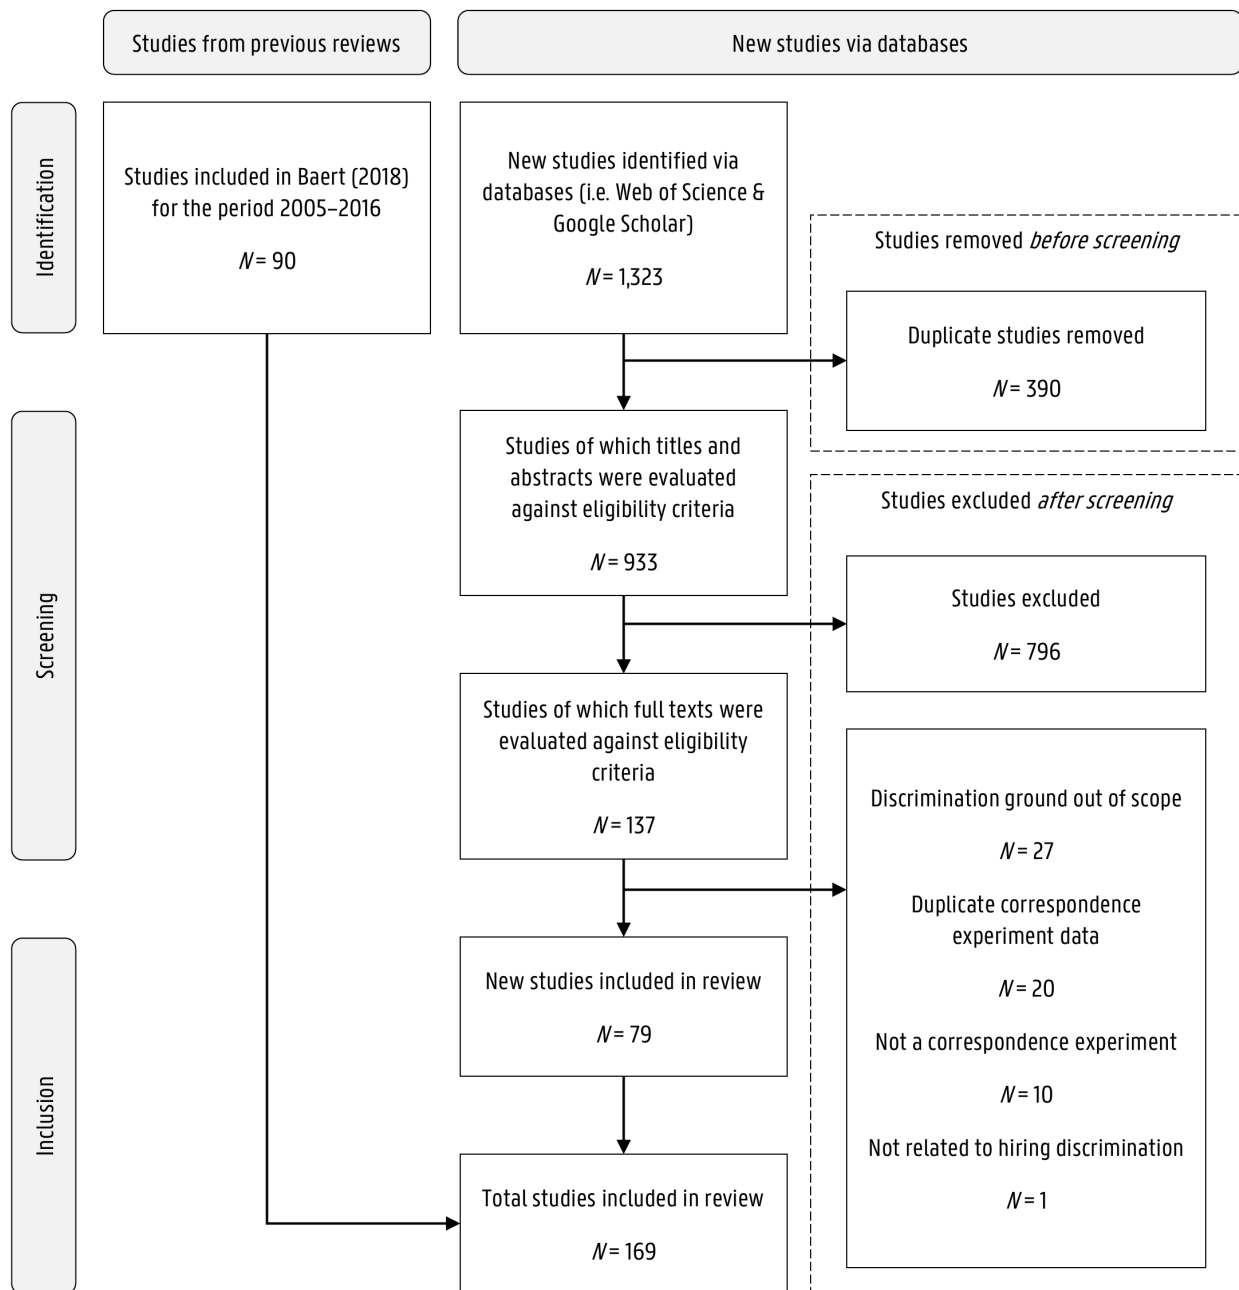 Studies from previous reviews
New studies via databases
Identification
Studies included in Baert (2018)
for the period 2005–2016
N = 90
New studies identified via
databases (i.e. Web of Science &
Google Scholar)
N = 1,323
Studies removed before screening
Duplicate studies removed
N = 390
Screening
Studies of which titles and
abstracts were evaluated
against eligibility criteria
N = 933
Studies excluded after screening
Studies excluded
N = 796
Studies of which full texts were
evaluated against eligibility
criteria
N = 137
Discrimination ground out of scope
N = 27
Duplicate correspondence
experiment data
N = 20
Not a correspondence experiment
N = 10
Not related to hiring discrimination
N = 1
Inclusion
New studies included in review
N = 79
Total studies included in review
N = 169